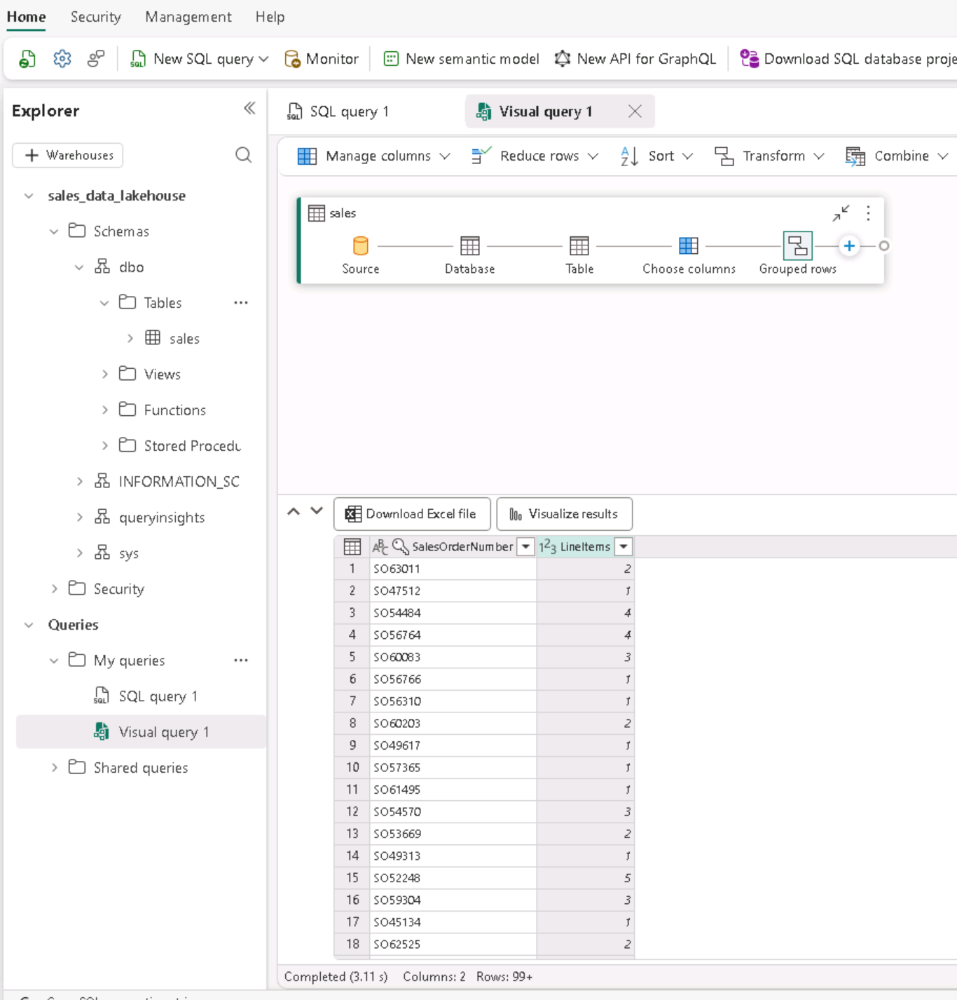 Home Security Management Help
New SQL query Monitor New semantic model New API for GraphQL Download SQL database
Explorer
SQL query 1 Visual query 1
+ Warehouses
Manage columns Reduce rows Sort Transform Combine
sales_data_lakehouse
sales
Schemas
Source Database Table Choose columns Grouped rows
dbo
Tables
sales
Views
Functions
Stored Procedu
INFORMATION_SC
queryinsights
sys
Security
Queries
My queries
SQL query 1
Visual query 1
Shared queries
Download Excel file Visualize results
SalesOrderNumber LineItems
1 SO63011 2
2 SO47512 1
3 SO54484 4
4 SO56764 4
5 SO60083 3
6 SO56766 1
7 SO56310 1
8 SO60203 2
9 SO49617 1
10 SO57365 1
11 SO61495 1
12 SO54570 3
13 SO53669 2
14 SO49313 1
15 SO52248 5
16 SO59304 3
17 SO45134 1
18 SO62525 2
Completed (3.11 s) Columns: 2 Rows: 99+